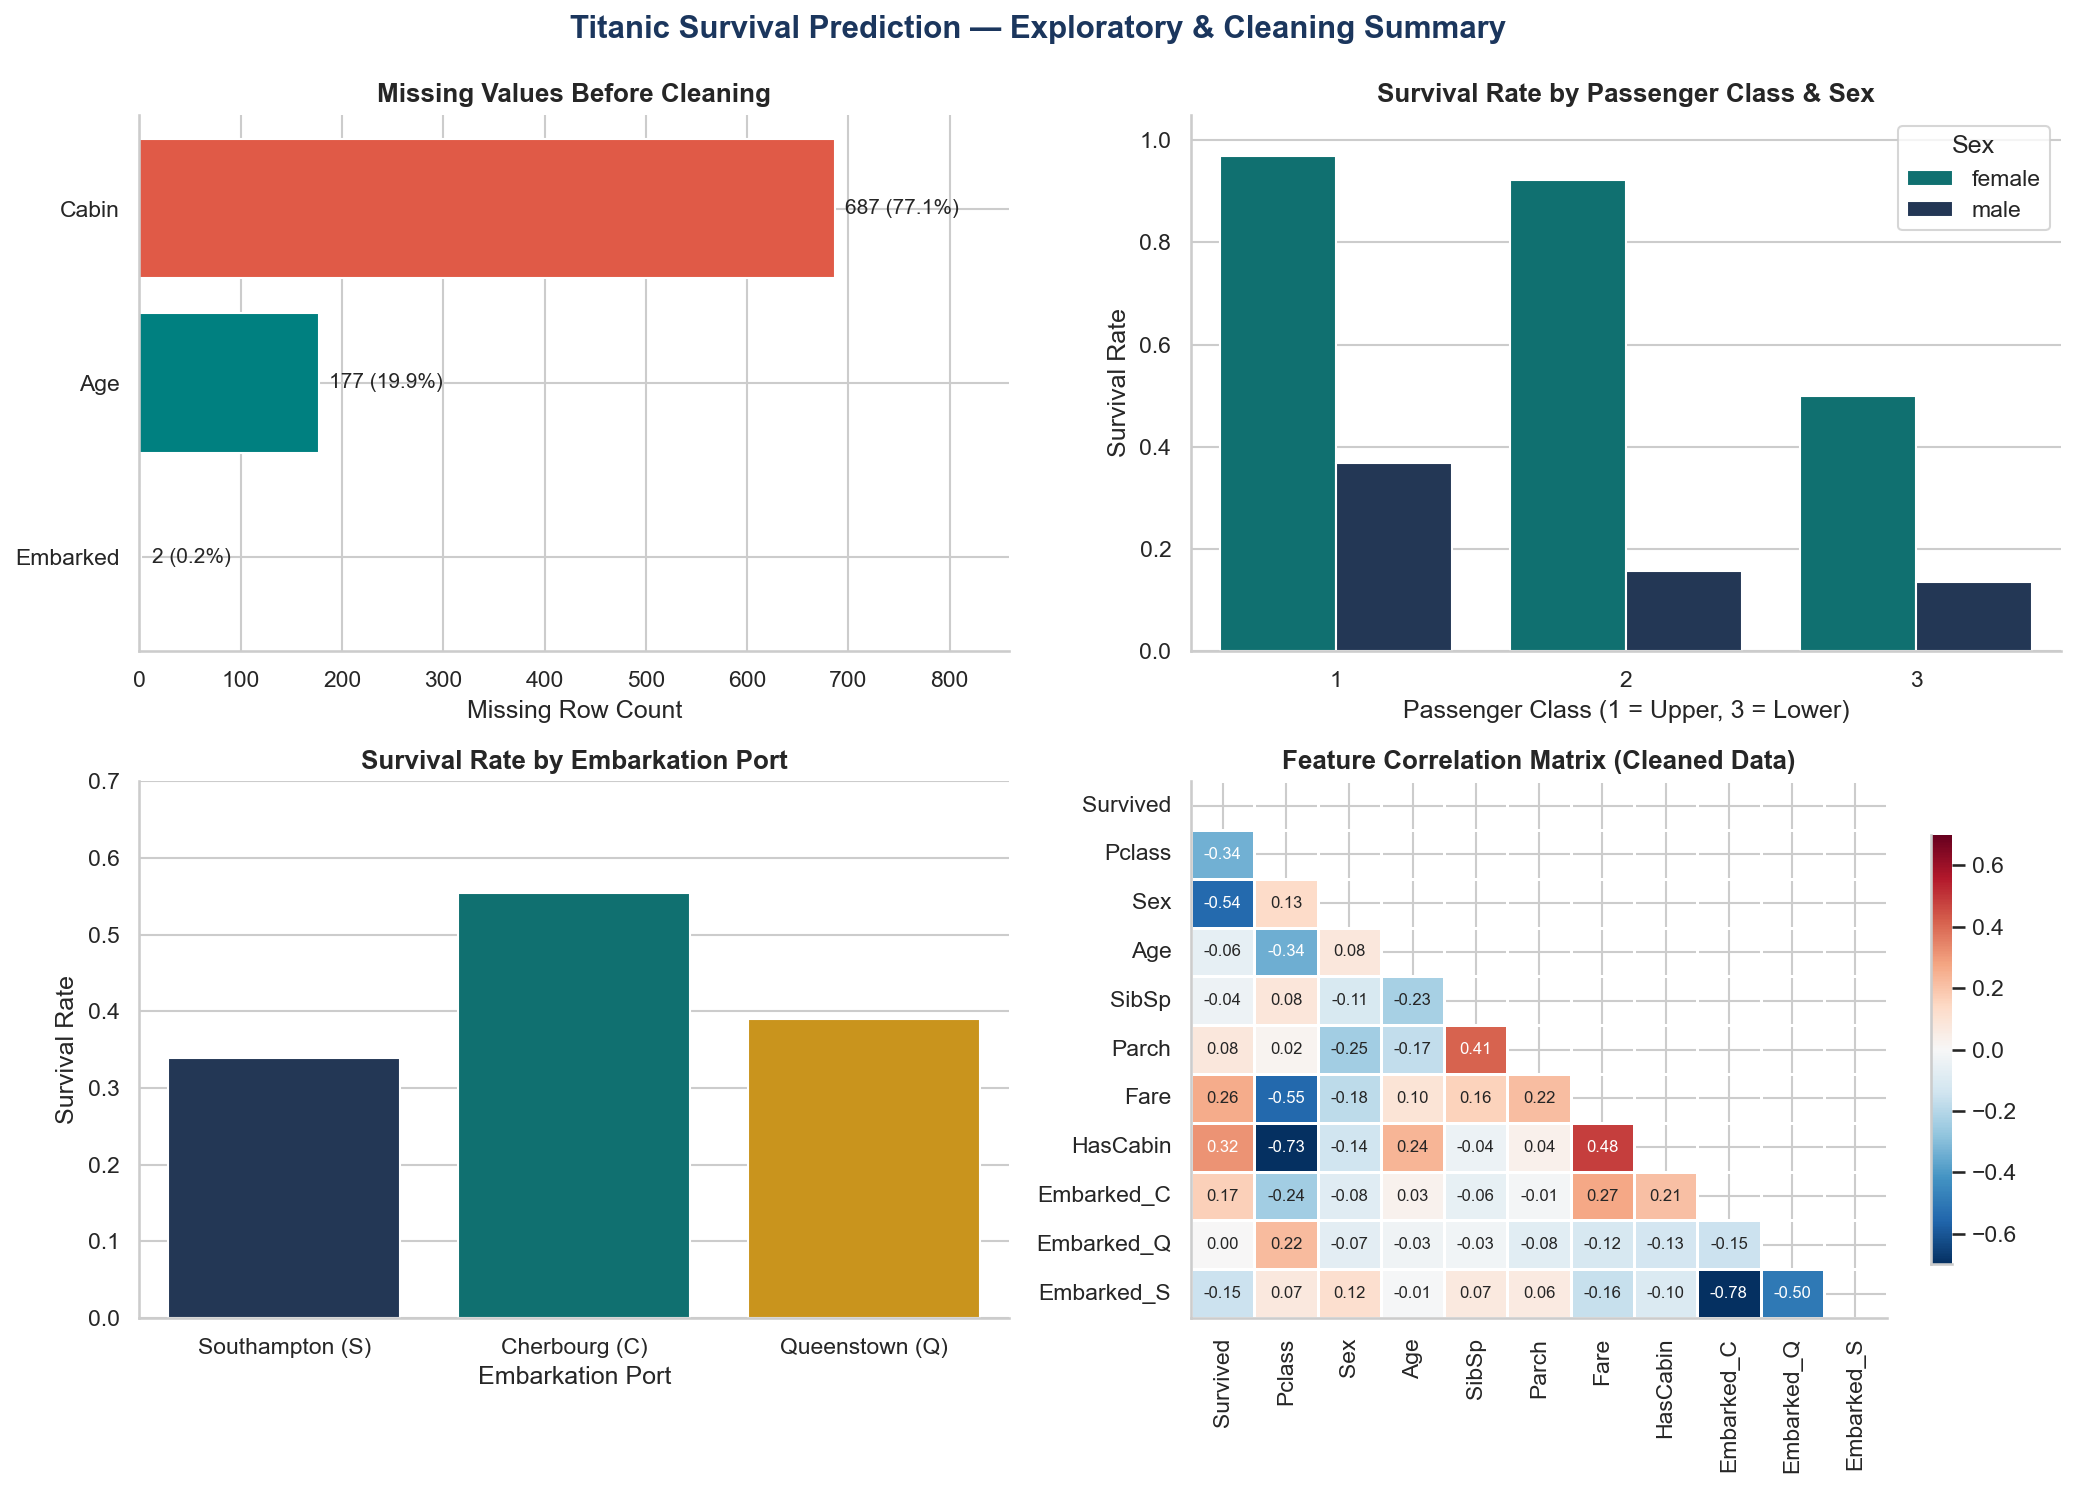 Titanic Survival Prediction — Exploratory & Cleaning Summary
Missing Values Before Cleaning
Cabin
687 (77.1%)
Age
177 (19.9%)
Embarked
2 (0.2%)
0 100 200 300 400 500 600 700 800
Missing Row Count
Survival Rate by Passenger Class & Sex
Sex
female
male
1.0
0.8
0.6
0.4
0.2
0.0
Survival Rate
1 2 3
Passenger Class (1 = Upper, 3 = Lower)
Survival Rate by Embarkation Port
0.7
0.6
0.5
0.4
0.3
0.2
0.1
0.0
Survival Rate
Southampton (S) Cherbourg (C) Queenstown (Q)
Embarkation Port
Feature Correlation Matrix (Cleaned Data)
Survived
Pclass -0.34
Sex -0.54 0.13
Age -0.06 -0.34 0.08
SibSp -0.04 0.08 -0.11 -0.23
Parch 0.08 0.02 -0.25 -0.17 0.41
Fare 0.26 -0.55 -0.18 0.10 0.16 0.22
HasCabin 0.32 -0.73 -0.14 0.24 -0.04 0.04 0.48
Embarked_C 0.17 -0.24 -0.08 0.03 -0.06 -0.01 0.27 0.21
Embarked_Q 0.00 0.22 -0.07 -0.03 -0.03 -0.08 -0.12 -0.13 -0.15
Embarked_S -0.15 0.07 0.12 -0.01 0.07 0.06 -0.16 -0.10 -0.78 -0.50
Survived Pclass Sex Age SibSp Parch Fare HasCabin Embarked_C Embarked_Q Embarked_S
0.6
0.4
0.2
0.0
−0.2
−0.4
−0.6